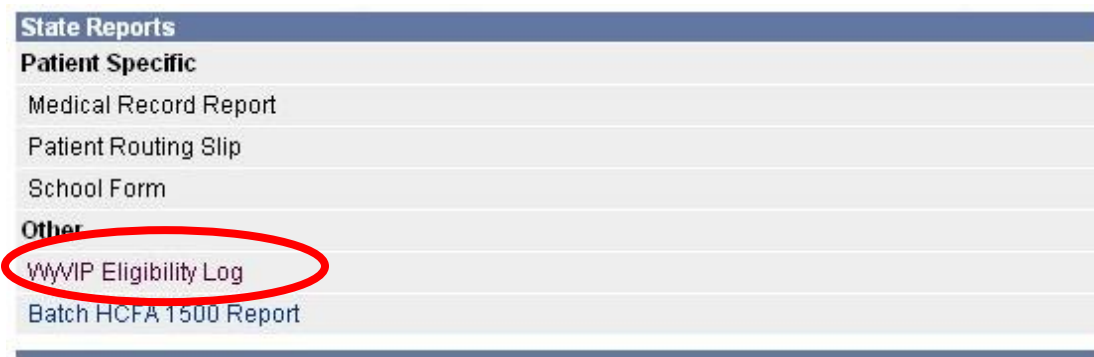 State Reports
Patient Specific
Medical Record Report
Patient Routing Slip
School Form
Other
WyVIP Eligibility Log
Batch HCFA 1500 Report